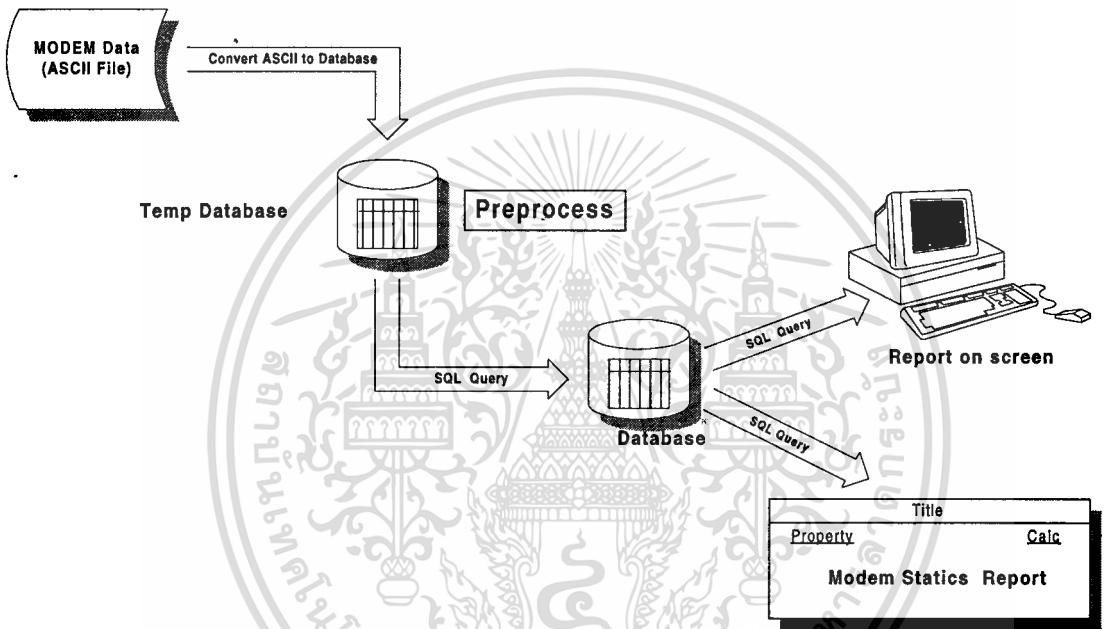 MODEM Data
(ASCII File)
Convert ASCII to Database
Temp Database
Preprocess
SQL Query
SQL Query
Report on screen
Database
SQL Query
Title
Property
Calc
Modem Statics Report